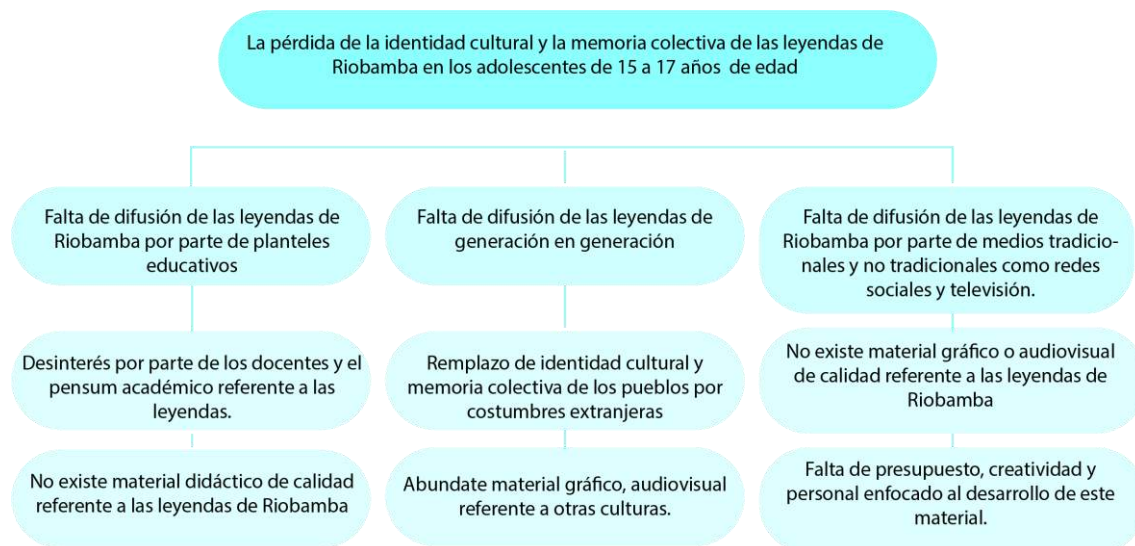 La pérdida de la identidad cultural y la memoria colectiva de las leyendas de
Riobamba en los adolescentes de 15 a 17 años de edad
Falta de difusión de las leyendas de
Riobamba por parte de planteles
educativos
Desinterés por parte de los docentes y el
pensum académico referente a las
leyendas.
No existe material didáctico de calidad
referente a las leyendas de Riobamba
Falta de difusión de las leyendas de
generación en generación
Remplazo de identidad cultural y
memoria colectiva de los pueblos por
costumbres extranjeras
Abundate material gráfico, audiovisual
referente a otras culturas.
Falta de difusión de las leyendas de
Riobamba por parte de medios tradicio-
nales y no tradicionales como redes
sociales y televisión.
No existe material gráfico o audiovisual
de calidad referente a las leyendas de
Riobamba
Falta de presupuesto, creatividad y
personal enfocado al desarrollo de este
material.